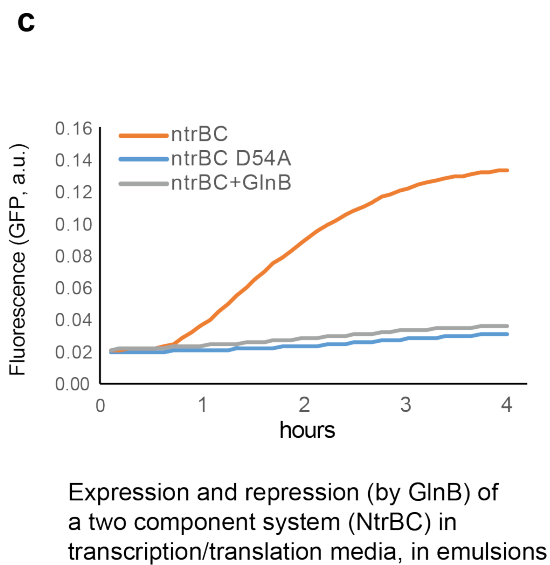 c
Fluorescence (GFP, a.u.)
0.16
0.14
0.12
0.10
0.08
0.06
0.04
0.02
0.00
ntrBC
ntrBC D54A
ntrBC+GlnB
0 1 2 3 4
hours
Expression and repression (by GlnB) of
a two component system (NtrBC) in
transcription/translation media, in emulsions